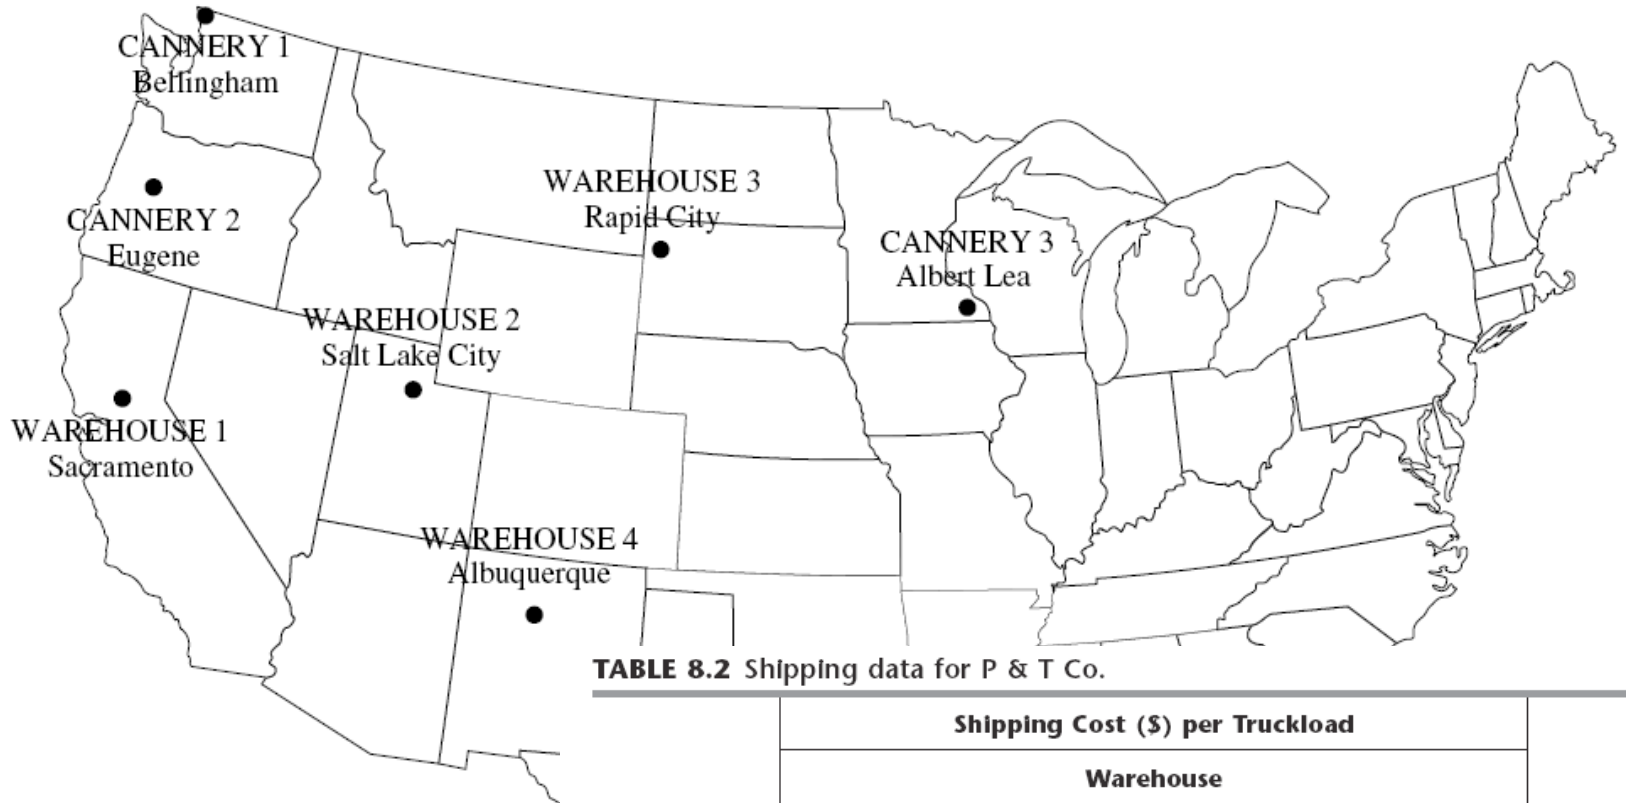 CANNERY 1
Bellingham
WAREHOUSE 3
Rapid City
CANNERY 2
Eugene
CANNERY 3
Albert Lea
WAREHOUSE 2
Salt Lake City
WAREHOUSE 1
Sacramento
WAREHOUSE 4
Albuquerque
TABLE 8.2 Shipping data for P & T Co.
Shipping Cost ($) per Truckload
Warehouse